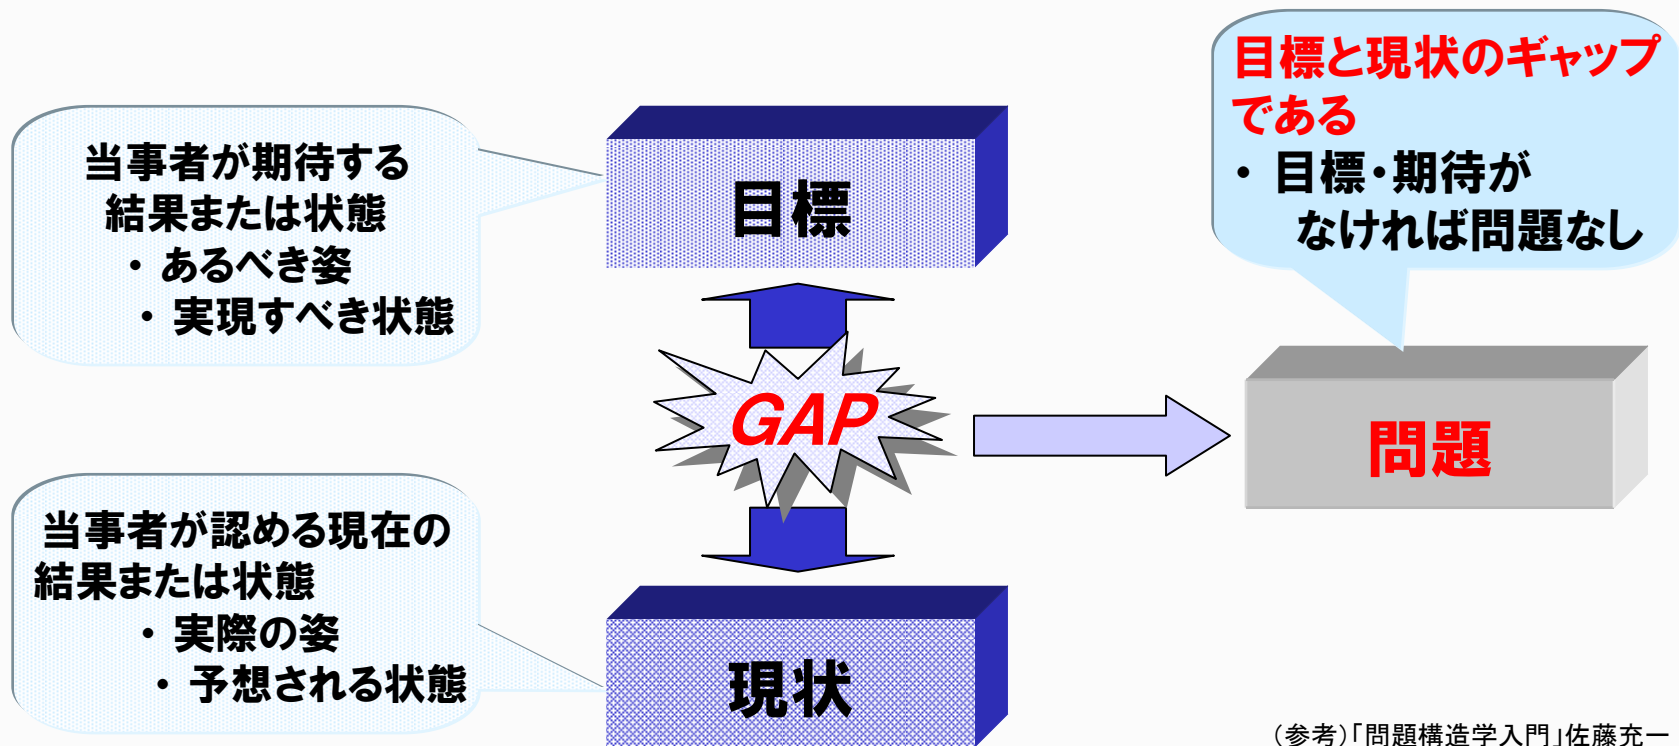 当事者が期待する
結果または状態
・ あるべき姿
・ 実現すべき状態
目標
目標と現状のギャップ
である
・ 目標・期待が
なければ問題なし
GAP
問題
当事者が認める現在の
結果または状態
・ 実際の姿
・ 予想される状態
現状
(参考)「問題構造学入門」佐藤充一